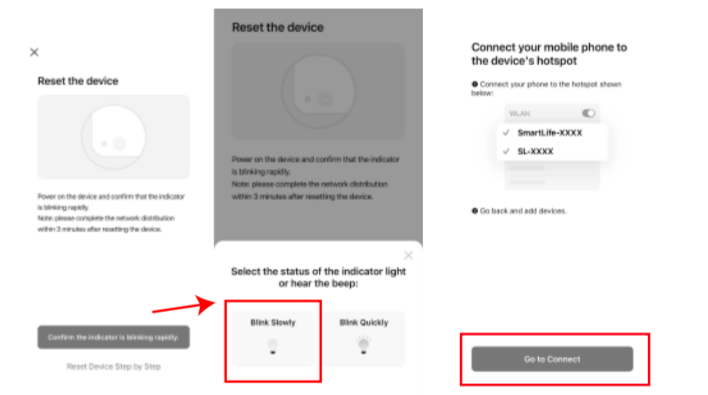 Reset the device
Power on the device and confirm that the indicator
is blinking rapidly.
Note: please complete the network distribution
within 3 minutes after resetting the device.
Confirm the indicator is blinking rapidly.
Reset Device Step by Step
Reset the device
Power on the device and confirm that the indicator
is blinking rapidly.
Note: please complete the network distribution
within 3 minutes after resetting the device.
Select the status of the indicator light
or hear the beep:
Blink Slowly
Blink Quickly
Connect your mobile phone to
the device's hotspot
❶ Connect your phone to the hotspot shown
below:
WLAN
✓ SmartLife-XXXX
✓ SL-XXXX
❷ Go back and add devices.
Go to Connect